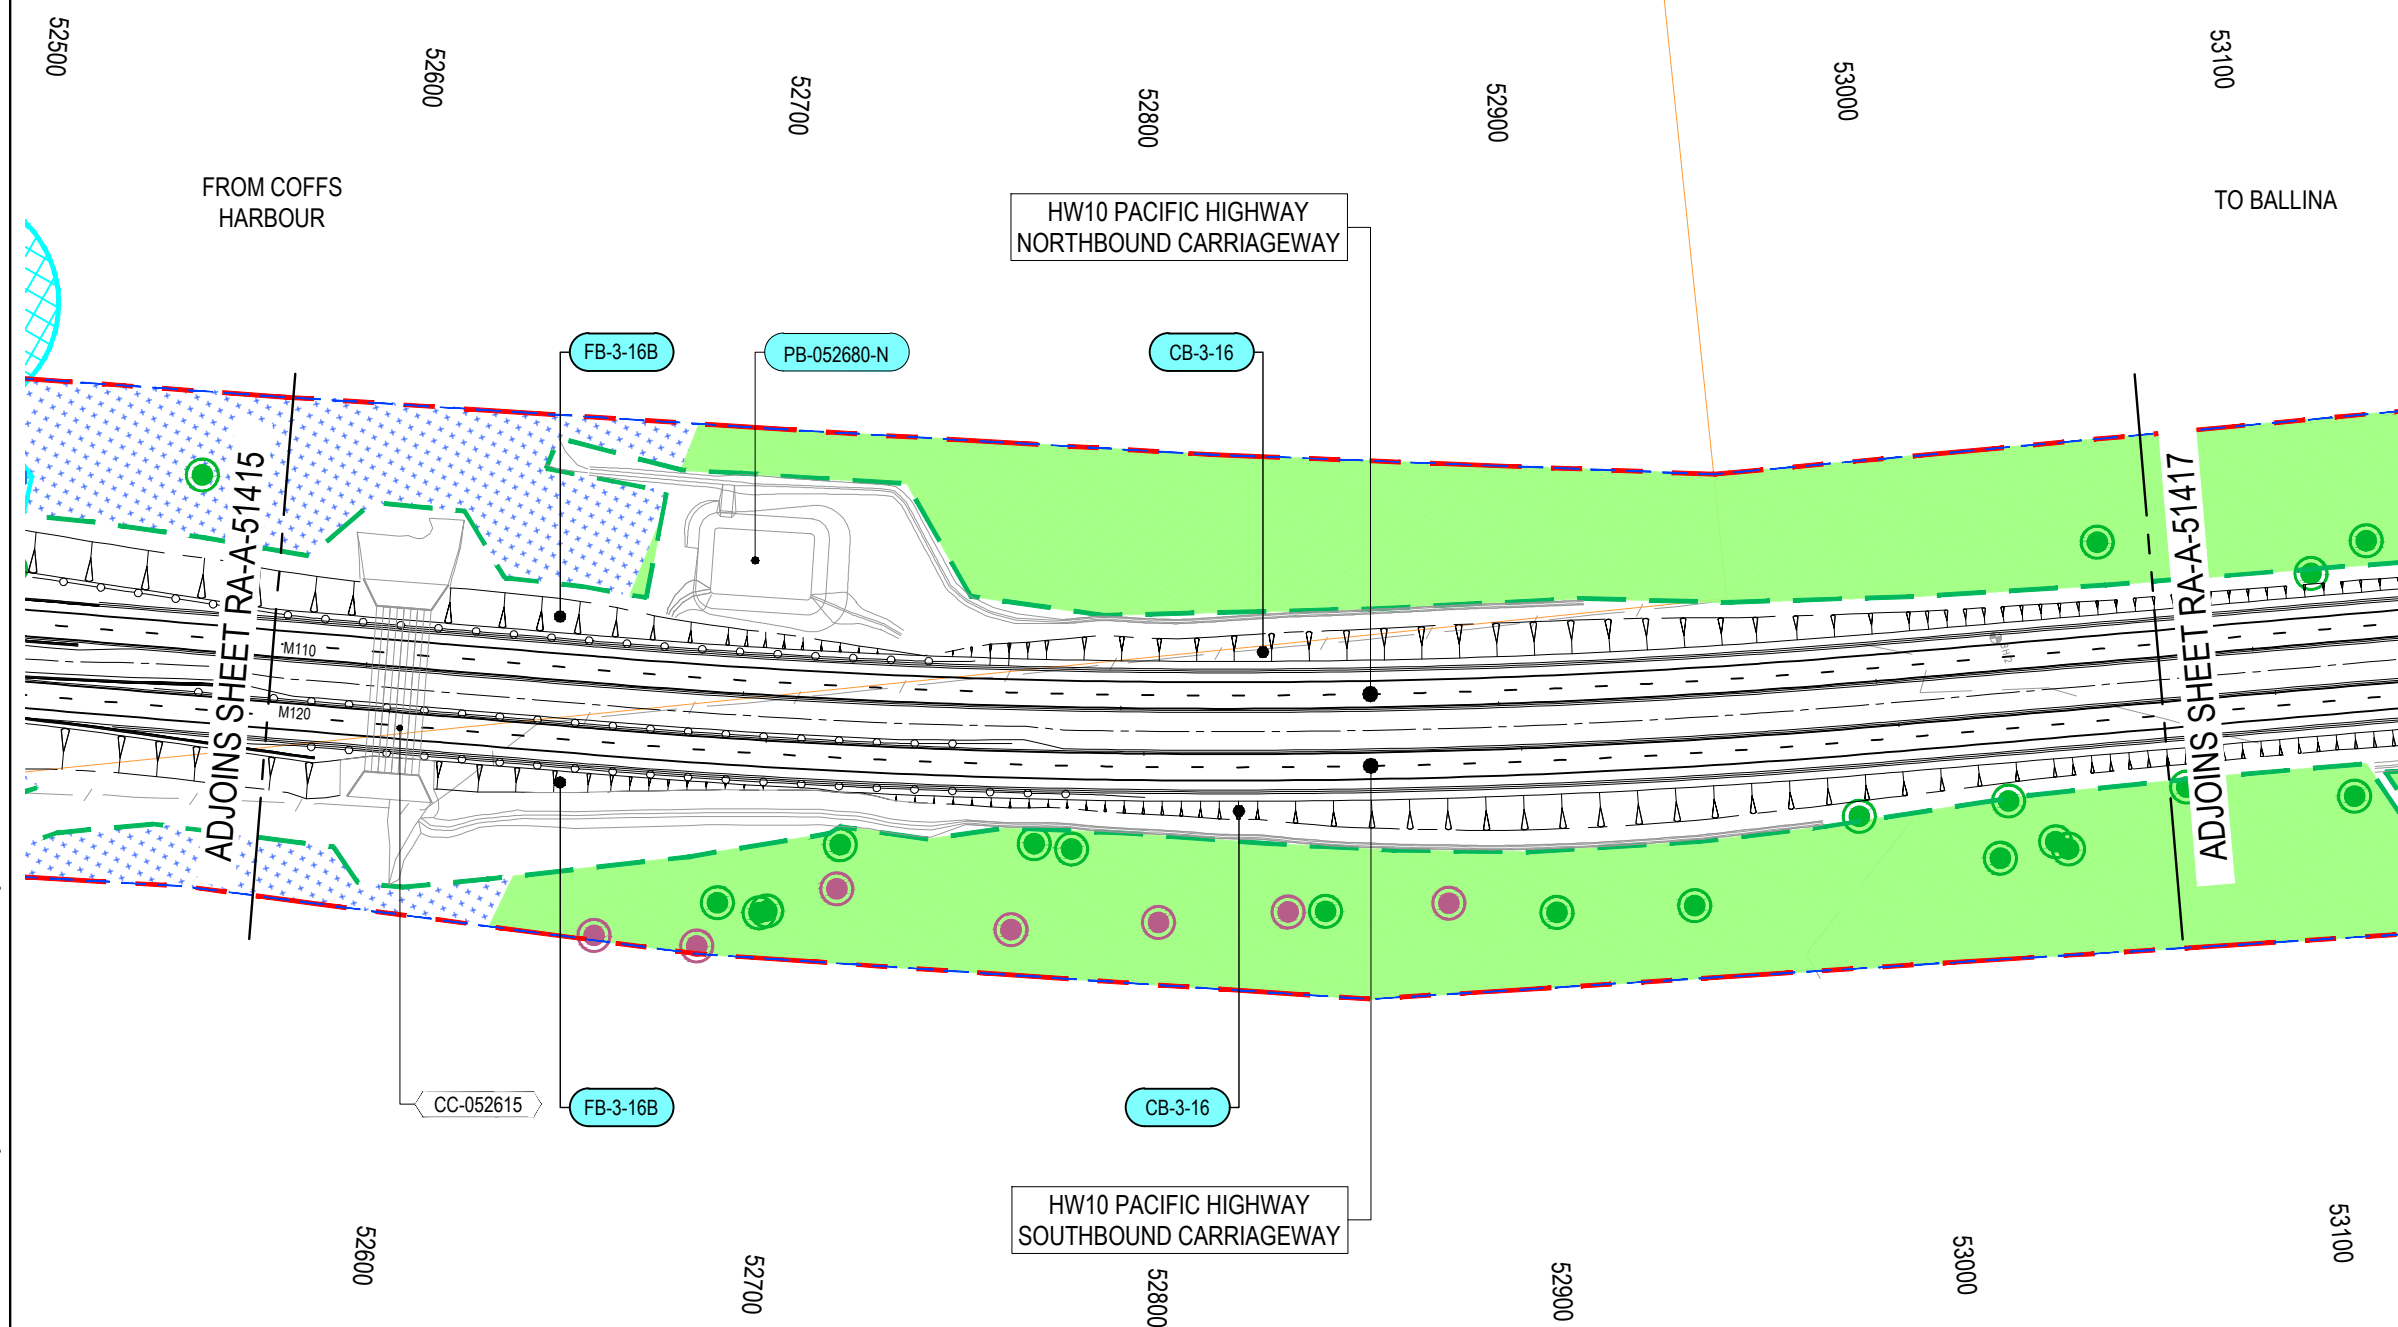 52500
52600
52700
52800
52900
53000
53100
FROM COFFS
HARBOUR
TO BALLINA
HW10 PACIFIC HIGHWAY
NORTHBOUND CARRIAGEWAY
FB-3-16B
PB-052680-N
CB-3-16
ADJOINS SHEET RA-A-51415
ADJOINS SHEET RA-A-51417
M110
M120
CC-052615
FB-3-16B
CB-3-16
HW10 PACIFIC HIGHWAY
SOUTHBOUND CARRIAGEWAY
52600
52700
52800
52900
53000
53100